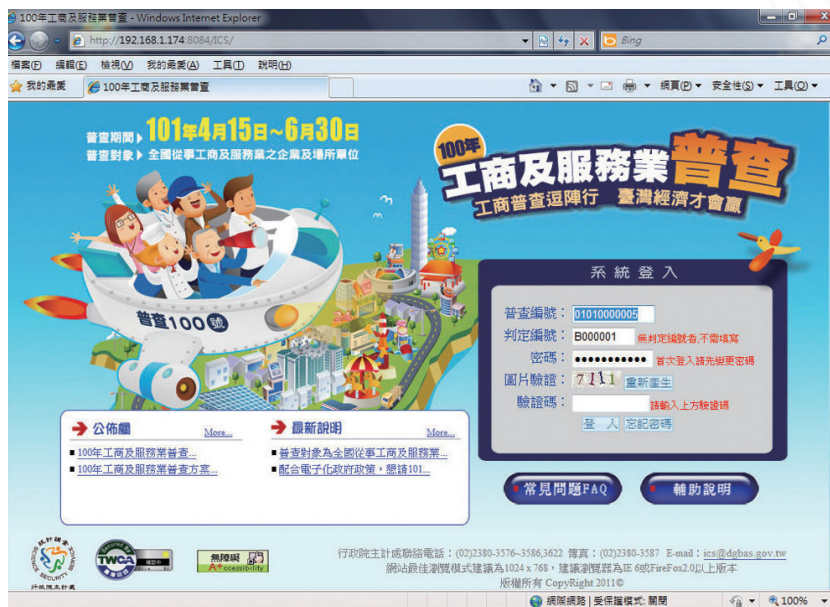 100年工商及服務業普查 - Windows Internet Explorer
http://192.168.1.174:8084/ICS/
Bing
檔案(F) 編輯(E) 檢視(V) 我的最愛(A) 工具(T) 說明(H)
我的最愛
100年工商及服務業普查
網頁(P) 安全性(S) 工具(O)
普查期間 101年4月15日~6月30日
普查對象 全國從事工商及服務業之企業及場所單位
100年
工商及服務業普查
工商普查逗陣行 臺灣經濟才會贏
普查100號
系統登入
普查編號：01010000005
判定編號：B000001 無判定編號者,不需填寫
密碼：●●●●●●●●●●● 首次登入請先變更密碼
圖片驗證：7111 重新產生
驗證碼： 請輸入上方驗證碼
登 入 忘記密碼
公佈欄 More...
100年工商及服務業普查...
100年工商及服務業普查方案...
最新說明 More...
普查對象為全國從事工商及服務業...
配合電子化政府政策，懇請101...
常見問題FAQ
輔助說明
行政院主計處
TWCA
無障礙
A+ccessibility
行政院主計處聯絡電話：(02)2380-3576~3586,3622 傳真：(02)2380-3587 E-mail：ics@dgbas.gov.tw
網站最佳瀏覽模式建議為1024 x 768，建議瀏覽器為IE 6或FireFox2.0以上版本
版權所有 CopyRight 2011©
網際網路 | 受保護模式: 關閉
100%